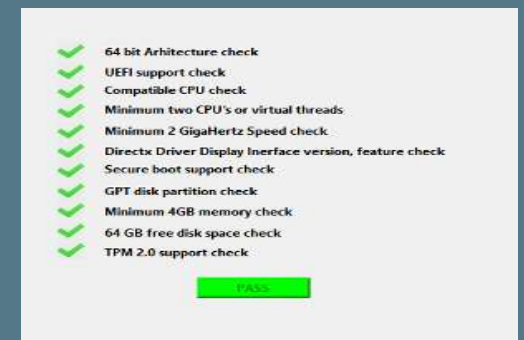 64 bit Arhitecture check
UEFI support check
Compatible CPU check
Minimum two CPU's or virtual threads
Minimum 2 GigaHertz Speed check
Directx Driver Display Inerface version, feature check
Secure boot support check
GPT disk partition check
Minimum 4GB memory check
64 GB free disk space check
TPM 2.0 support check
PASS